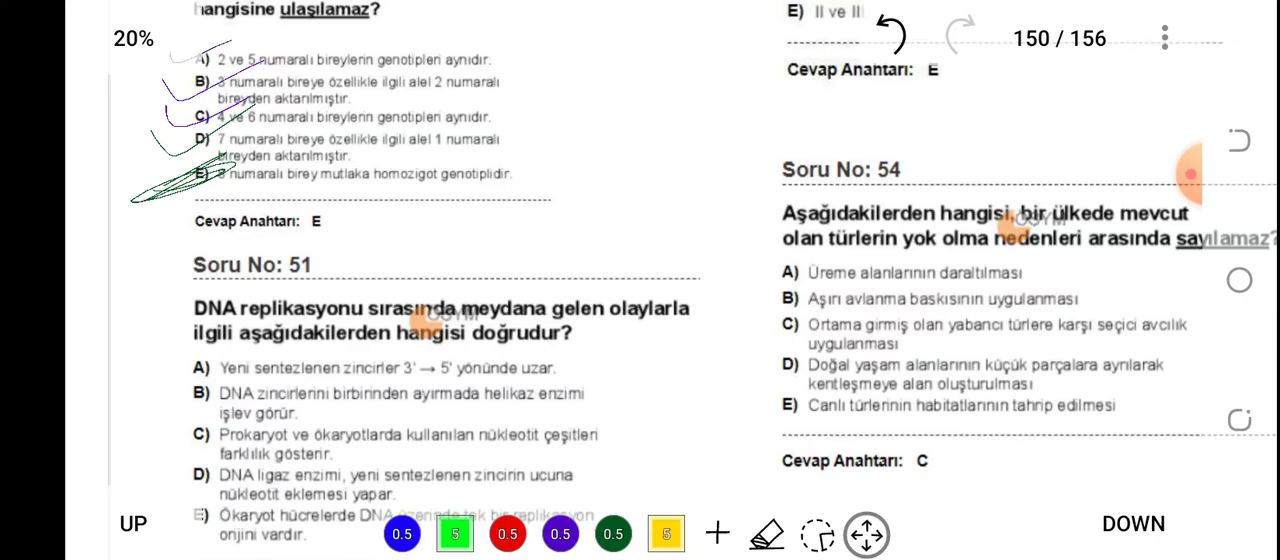 hangisine ulaşılamaz?
20%
A) 2 ve 5 numaralı bireylerin genotipleri aynıdır.
B) 3 numaralı bireye özellikle ilgili alel 2 numaralı
bireyden aktarılmıştır.
C) 4 ve 6 numaralı bireylerin genotipleri aynıdır.
D) 7 numaralı bireye özellikle ilgili alel 1 numaralı
bireyden aktarılmıştır.
E) 8 numaralı birey mutlaka homozigot genotiplidir.
Cevap Anahtarı: E
Soru No: 51
DNA replikasyonu sırasında meydana gelen olaylarla
ilgili aşağıdakilerden hangisi doğrudur?
A) Yeni sentezlenen zincirler 3' → 5' yönünde uzar.
B) DNA zincirlerini birbirinden ayırmada helikaz enzimi
işlev görür.
C) Prokaryot ve ökaryotlarda kullanılan nükleotit çeşitleri
farklılık gösterir.
D) DNA ligaz enzimi, yeni sentezlenen zincirin ucuna
nükleotit eklemesi yapar.
E) Ökaryot hücrelerde DNA üzerinde tek bir replikasyon
orijini vardır.
E) II ve III
150 / 156
Cevap Anahtarı: E
Soru No: 54
Aşağıdakilerden hangisi, bir ülkede mevcut
olan türlerin yok olma nedenleri arasında sayılamaz?
A) Üreme alanlarının daraltılması
B) Aşırı avlanma baskısının uygulanması
C) Ortama girmiş olan yabancı türlere karşı seçici avcılık
uygulanması
D) Doğal yaşam alanlarının küçük parçalara ayrılarak
kentleşmeye alan oluşturulması
E) Canlı türlerinin habitatlarının tahrip edilmesi
Cevap Anahtarı: C
UP
0.5 5 0.5 0.5 0.5 5
DOWN